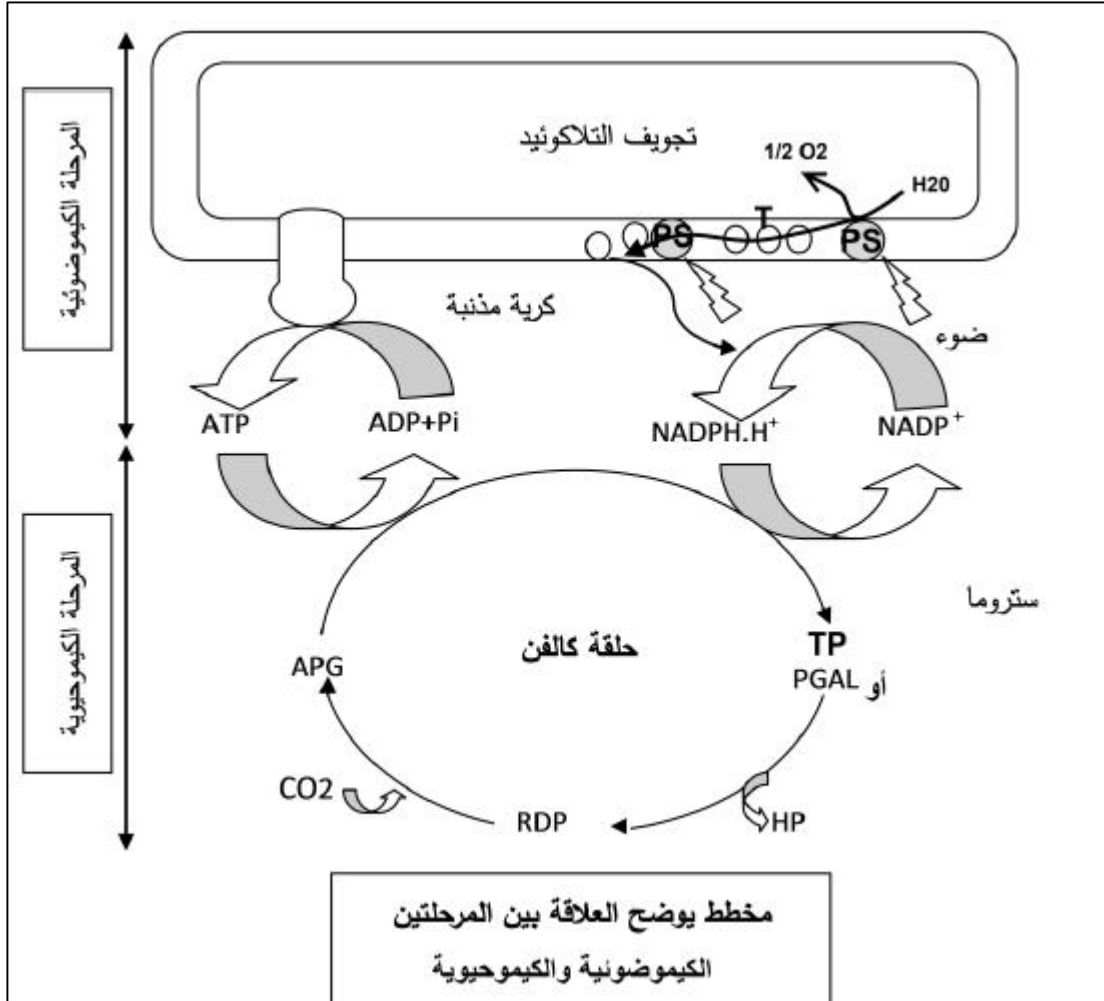 المرحلة الكيموضوئية
تجويف التلاكوئيد
1/2 O2
H20
T
PS
PS
كرية مذنبة
ضوء
ATP
ADP+Pi
NADPH.H⁺
NADP⁺
المرحلة الكيموحيوية
ستروما
حلقة كالفن
APG
TP
أو PGAL
CO2
RDP
HP
مخطط يوضح العلاقة بين المرحلتين
الكيموضوئية والكيموحيوية